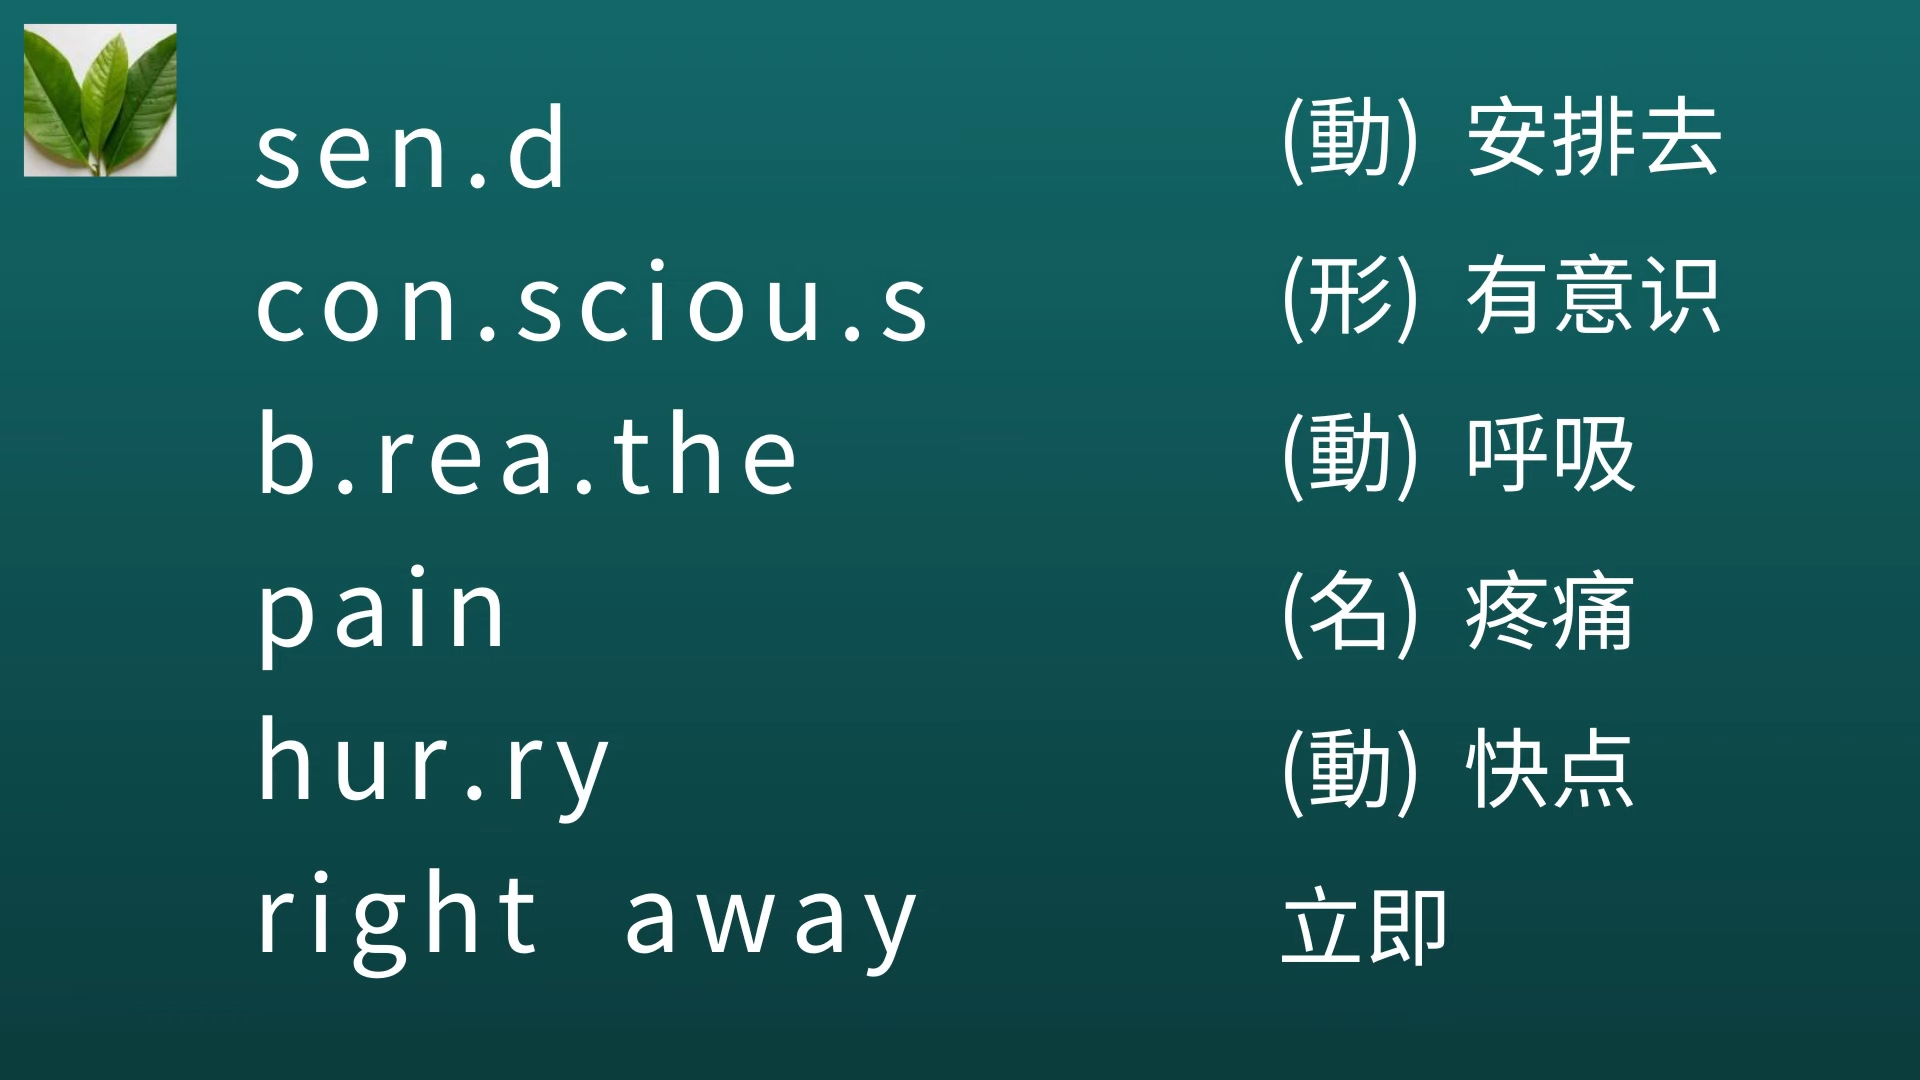 sen.d (動) 安排去
con.sciou.s (形) 有意识
b.rea.the (動) 呼吸
pain (名) 疼痛
hur.ry (動) 快点
right away 立即